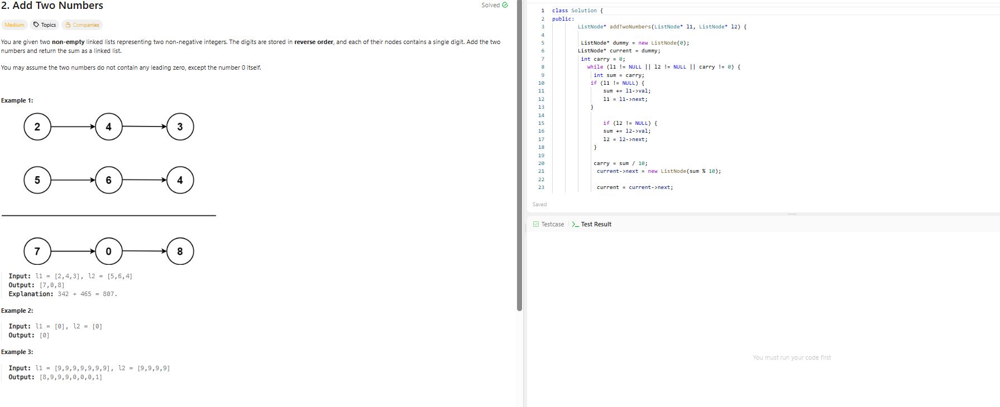 2. Add Two Numbers
Solved
Medium Topics Companies
You are given two non-empty linked lists representing two non-negative integers. The digits are stored in reverse order, and each of their nodes contains a single digit. Add the two
numbers and return the sum as a linked list.
You may assume the two numbers do not contain any leading zero, except the number 0 itself.
Example 1:
2 4 3
5 6 4
7 0 8
Input: l1 = [2,4,3], l2 = [5,6,4]
Output: [7,0,8]
Explanation: 342 + 465 = 807.
Example 2:
Input: l1 = [0], l2 = [0]
Output: [0]
Example 3:
Input: l1 = [9,9,9,9,9,9,9], l2 = [9,9,9,9]
Output: [8,9,9,9,0,0,0,1]
1 class Solution {
2 public:
3 ListNode* addTwoNumbers(ListNode* l1, ListNode* l2) {
4
5 ListNode* dummy = new ListNode(0);
6 ListNode* current = dummy;
7 int carry = 0;
8 while (l1 != NULL || l2 != NULL || carry != 0) {
9 int sum = carry;
10 if (l1 != NULL) {
11 sum += l1->val;
12 l1 = l1->next;
13 }
14
15 if (l2 != NULL) {
16 sum += l2->val;
17 l2 = l2->next;
18 }
19
20 carry = sum / 10;
21 current->next = new ListNode(sum % 10);
22
23 current = current->next;
Saved
Testcase >_ Test Result
You must run your code first